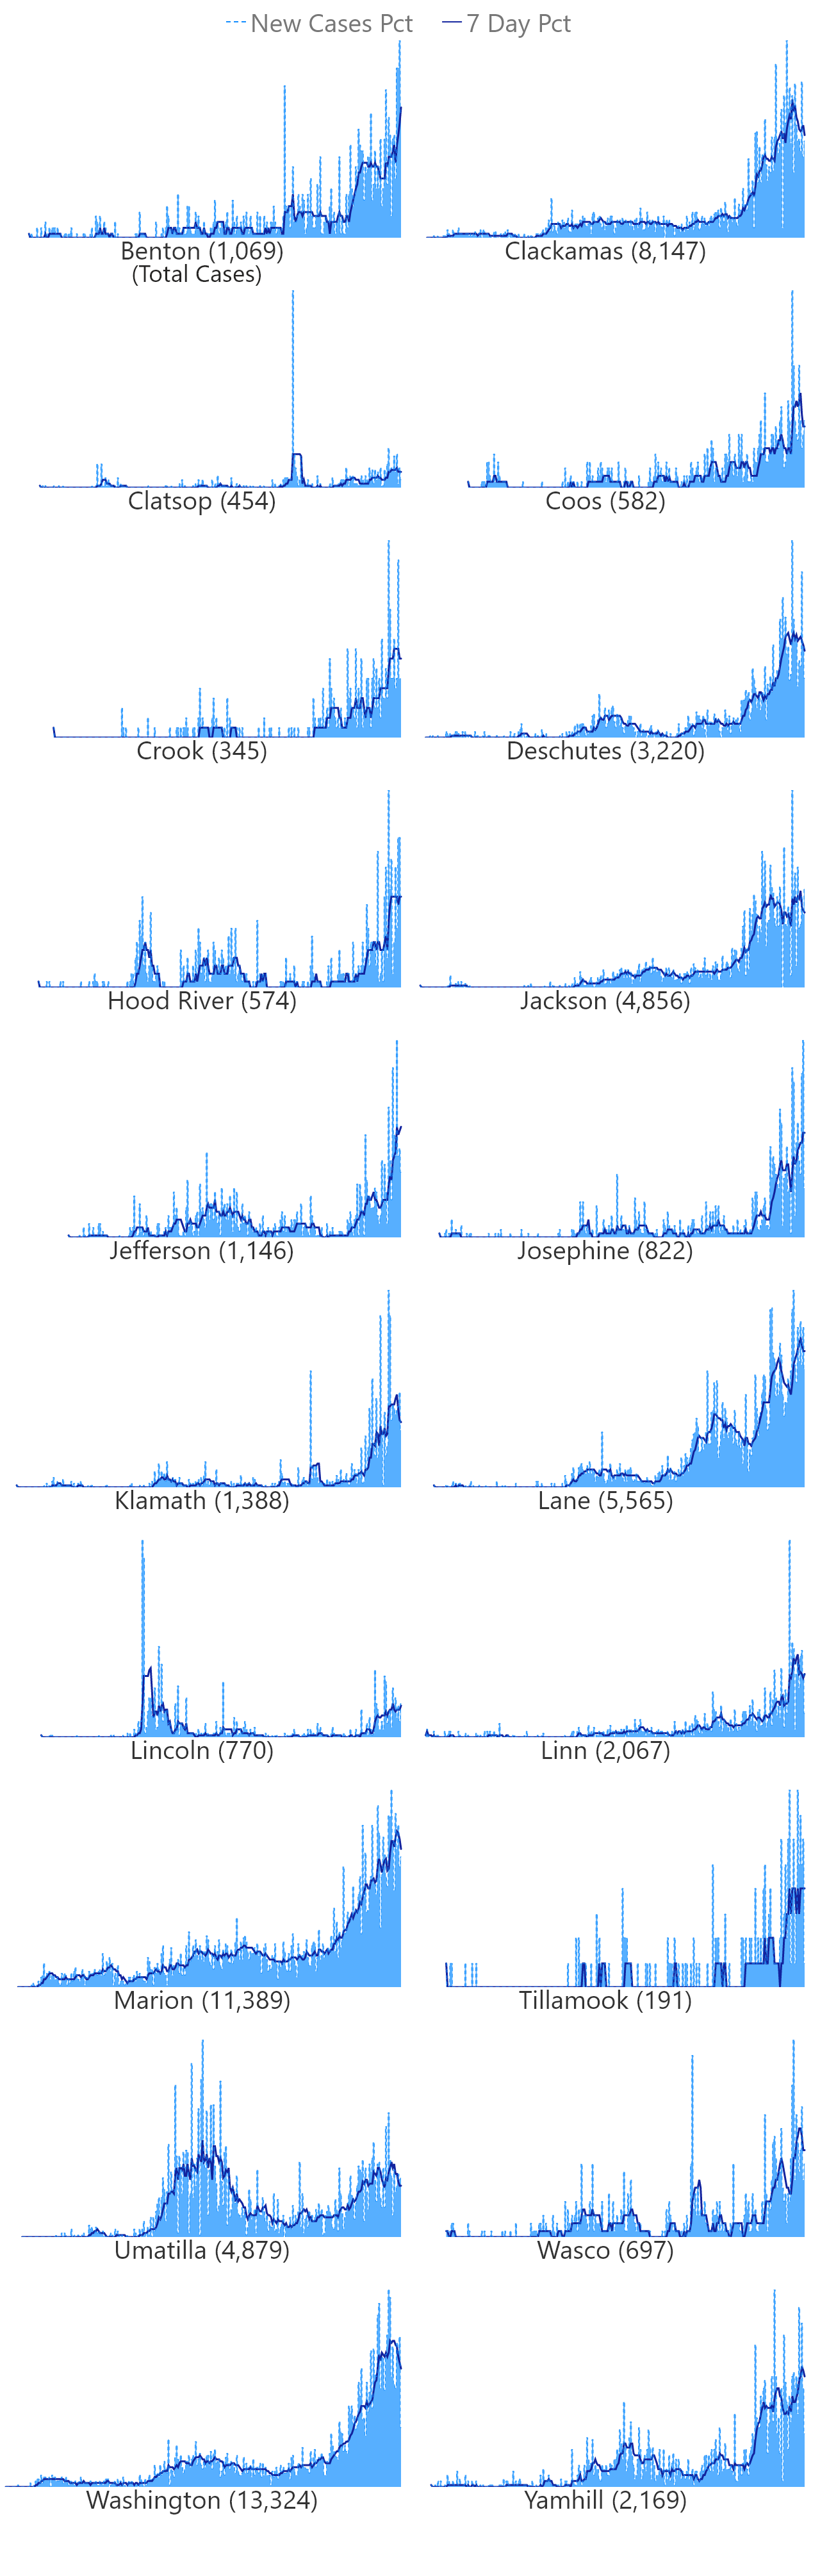 New Cases Pct 7 Day Pct
Benton (1,069) Clackamas (8,147)
(Total Cases)
Clatsop (454) Coos (582)
Crook (345) Deschutes (3,220)
Hood River (574) Jackson (4,856)
Jefferson (1,146) Josephine (822)
Klamath (1,388) Lane (5,565)
Lincoln (770) Linn (2,067)
Marion (11,389) Tillamook (191)
Umatilla (4,879) Wasco (697)
Washington (13,324) Yamhill (2,169)